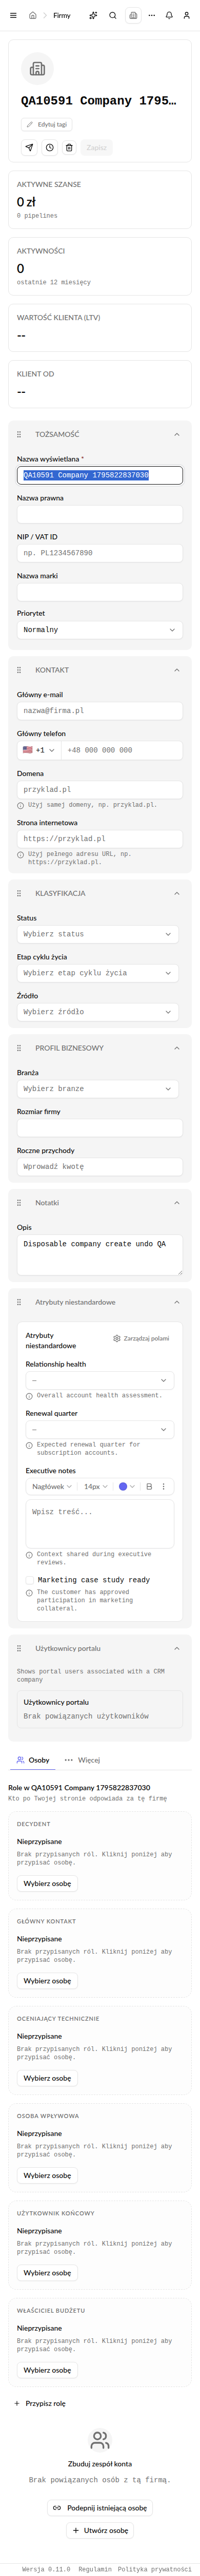 Firmy
QA10591 Company 1795…
Edytuj tagi
Zapisz
AKTYWNE SZANSE
0 zł
0 pipelines
AKTYWNOŚCI
0
ostatnie 12 miesięcy
WARTOŚĆ KLIENTA (LTV)
--
KLIENT OD
--
TOŻSAMOŚĆ
Nazwa wyświetlana *
QA10591 Company 1795822837030
Nazwa prawna
NIP / VAT ID
np. PL1234567890
Nazwa marki
Priorytet
Normalny
KONTAKT
Główny e-mail
nazwa@firma.pl
Główny telefon
+1
+48 000 000 000
Domena
przyklad.pl
Użyj samej domeny, np. przyklad.pl.
Strona internetowa
https://przyklad.pl
Użyj pełnego adresu URL, np.
https://przyklad.pl.
KLASYFIKACJA
Status
Wybierz status
Etap cyklu życia
Wybierz etap cyklu życia
Źródło
Wybierz źródło
PROFIL BIZNESOWY
Branża
Wybierz branże
Rozmiar firmy
Roczne przychody
Wprowadź kwotę
Notatki
Opis
Disposable company create undo QA
Atrybuty niestandardowe
Atrybuty
niestandardowe
Zarządzaj polami
Relationship health
—
Overall account health assessment.
Renewal quarter
—
Expected renewal quarter for
subscription accounts.
Executive notes
Nagłówek
14px
B
Wpisz treść...
Context shared during executive
reviews.
Marketing case study ready
The customer has approved
participation in marketing
collateral.
Użytkownicy portalu
Shows portal users associated with a CRM
company
Użytkownicy portalu
Brak powiązanych użytkowników
Osoby
Więcej
Role w QA10591 Company 1795822837030
Kto po Twojej stronie odpowiada za tę firmę
DECYDENT
Nieprzypisane
Brak przypisanych ról. Kliknij poniżej aby
przypisać osobę.
Wybierz osobę
GŁÓWNY KONTAKT
Nieprzypisane
Brak przypisanych ról. Kliknij poniżej aby
przypisać osobę.
Wybierz osobę
OCENIAJĄCY TECHNICZNIE
Nieprzypisane
Brak przypisanych ról. Kliknij poniżej aby
przypisać osobę.
Wybierz osobę
OSOBA WPŁYWOWA
Nieprzypisane
Brak przypisanych ról. Kliknij poniżej aby
przypisać osobę.
Wybierz osobę
UŻYTKOWNIK KOŃCOWY
Nieprzypisane
Brak przypisanych ról. Kliknij poniżej aby
przypisać osobę.
Wybierz osobę
WŁAŚCICIEL BUDŻETU
Nieprzypisane
Brak przypisanych ról. Kliknij poniżej aby
przypisać osobę.
Wybierz osobę
Przypisz rolę
Zbuduj zespół konta
Brak powiązanych osób z tą firmą.
Podepnij istniejącą osobę
Utwórz osobę
Wersja 0.11.0 Regulamin Polityka prywatności